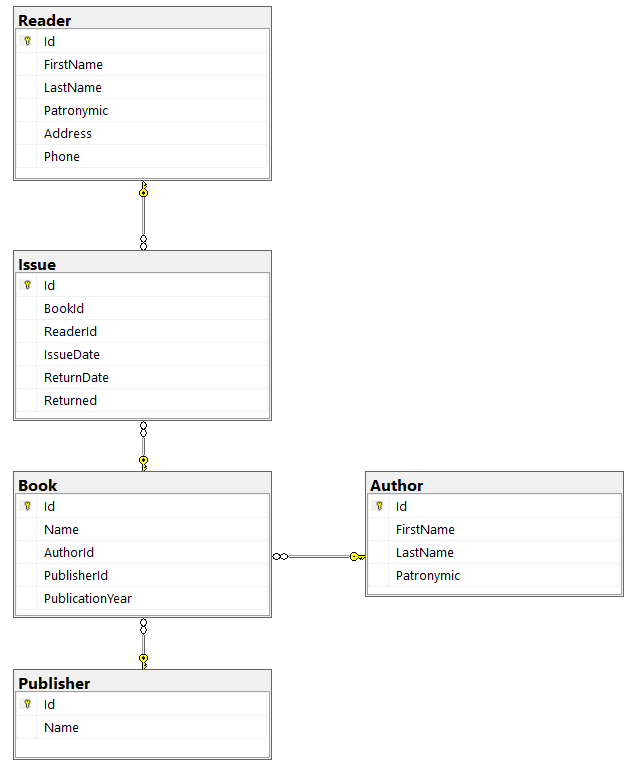 Reader
Id
FirstName
LastName
Patronymic
Address
Phone
Issue
Id
BookId
ReaderId
IssueDate
ReturnDate
Returned
Book
Id
Name
AuthorId
PublisherId
PublicationYear
Author
Id
FirstName
LastName
Patronymic
Publisher
Id
Name